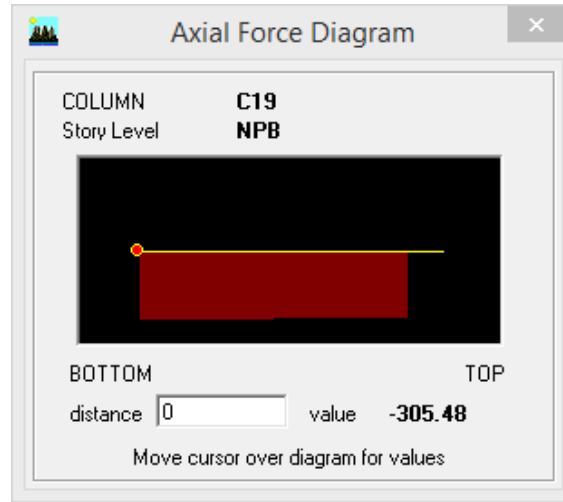 Axial Force Diagram
COLUMN C19
Story Level NPB
BOTTOM TOP
distance 0 value -305.48
Move cursor over diagram for values